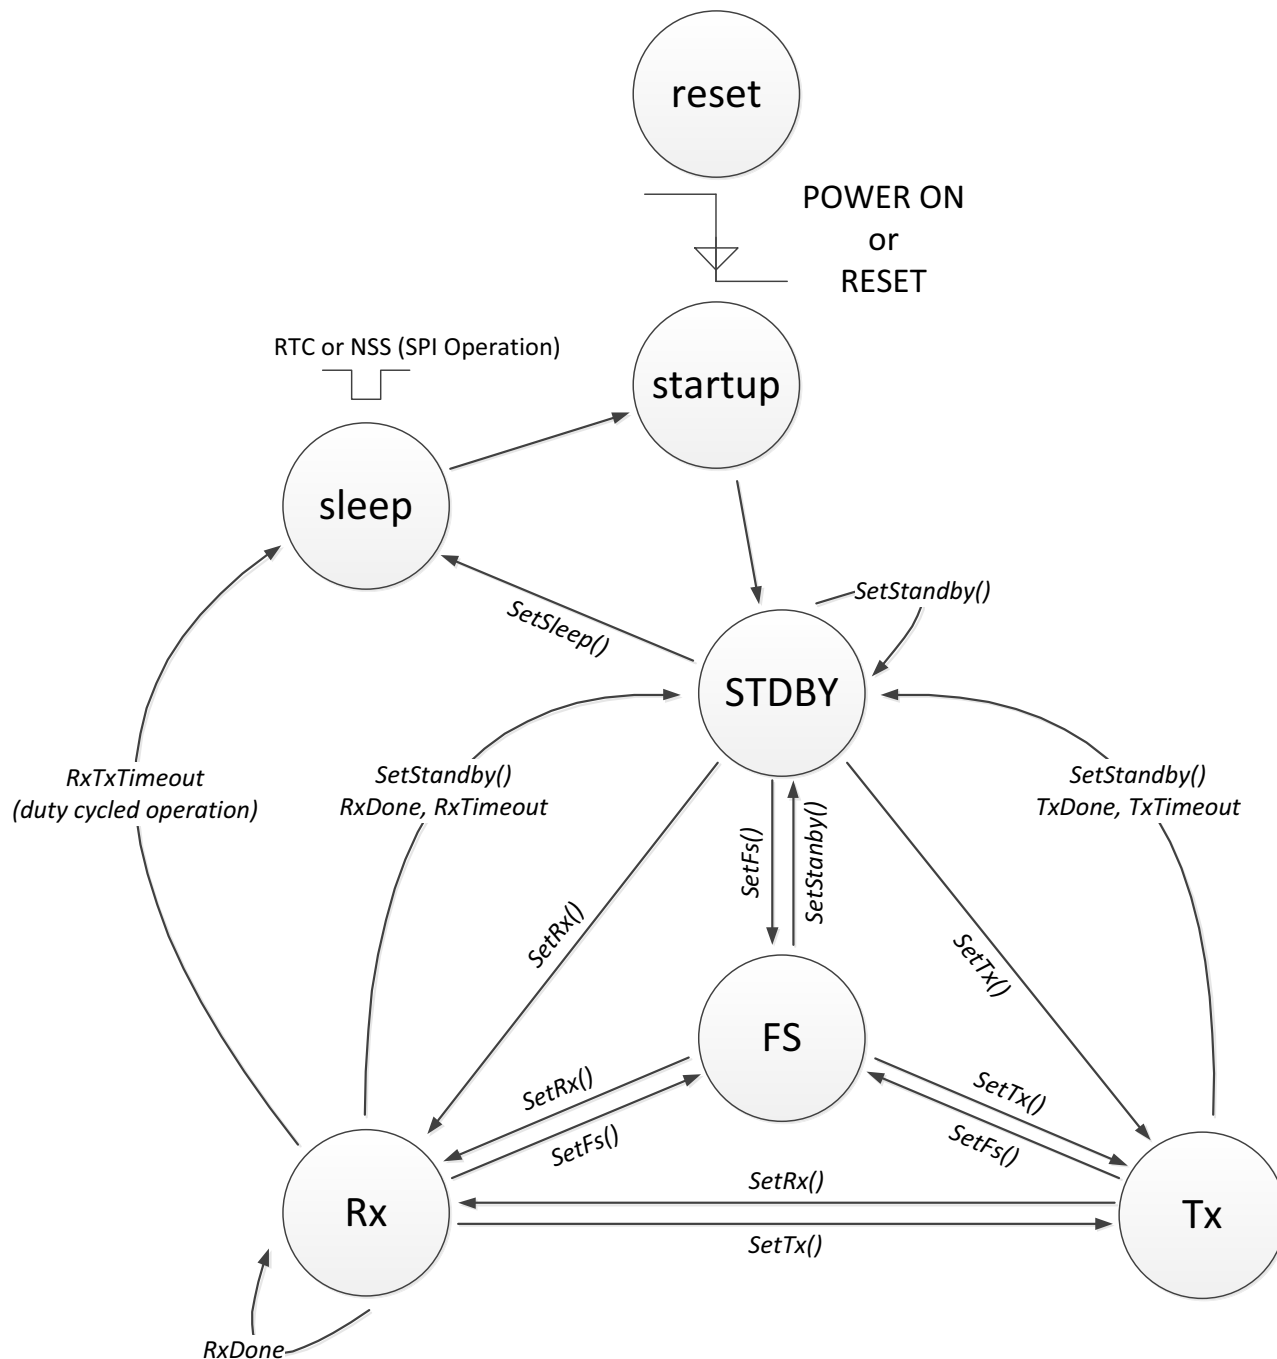 reset
POWER ON
or
RESET
RTC or NSS (SPI Operation)
startup
sleep
SetStandby()
SetSleep()
STDBY
RxTxTimeout
(duty cycled operation)
SetStandby()
RxDone, RxTimeout
SetStandby()
TxDone, TxTimeout
SetFs()
SetStanby()
SetRx()
SetTx()
FS
SetRx()
SetFs()
SetTx()
SetFs()
SetRx()
Rx
Tx
SetTx()
RxDone